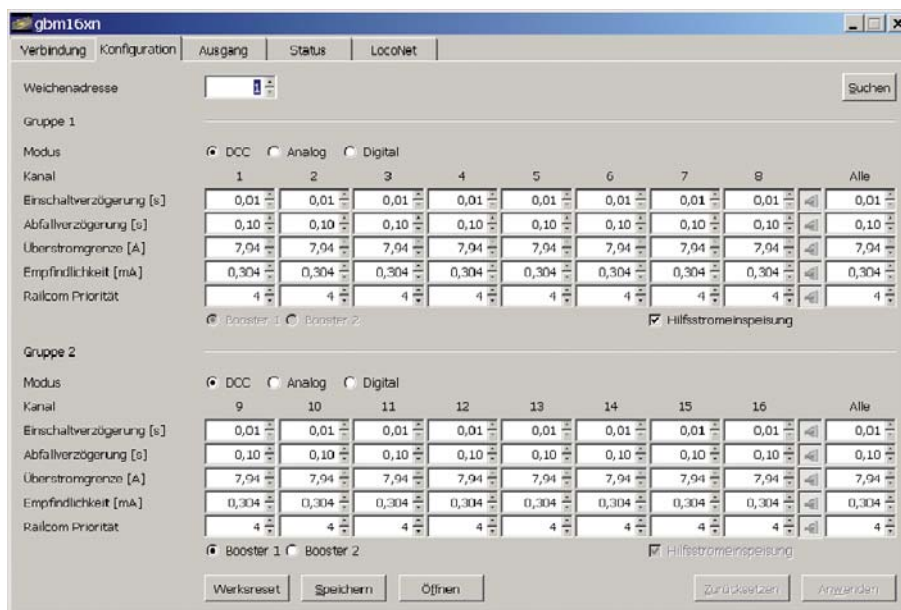 gbm16xn
Verbindung Konfiguration Ausgang Status LocoNet
Weichenadresse 1 Suchen
Gruppe 1
Modus DCC Analog Digital
Kanal 1 2 3 4 5 6 7 8 Alle
Einschaltverzögerung [s] 0,01 0,01 0,01 0,01 0,01 0,01 0,01 0,01 0,01
Abfallverzögerung [s] 0,10 0,10 0,10 0,10 0,10 0,10 0,10 0,10 0,10
Überstromgrenze [A] 7,94 7,94 7,94 7,94 7,94 7,94 7,94 7,94 7,94
Empfindlichkeit [mA] 0,304 0,304 0,304 0,304 0,304 0,304 0,304 0,304 0,304
Railcom Priorität 4 4 4 4 4 4 4 4 4
Booster 1 Booster 2 Hilfsstromeinspeisung
Gruppe 2
Modus DCC Analog Digital
Kanal 9 10 11 12 13 14 15 16 Alle
Einschaltverzögerung [s] 0,01 0,01 0,01 0,01 0,01 0,01 0,01 0,01 0,01
Abfallverzögerung [s] 0,10 0,10 0,10 0,10 0,10 0,10 0,10 0,10 0,10
Überstromgrenze [A] 7,94 7,94 7,94 7,94 7,94 7,94 7,94 7,94 7,94
Empfindlichkeit [mA] 0,304 0,304 0,304 0,304 0,304 0,304 0,304 0,304 0,304
Railcom Priorität 4 4 4 4 4 4 4 4 4
Booster 1 Booster 2 Hilfsstromeinspeisung
Werksreset Speichern Öffnen Zurücksetzen Anwenden